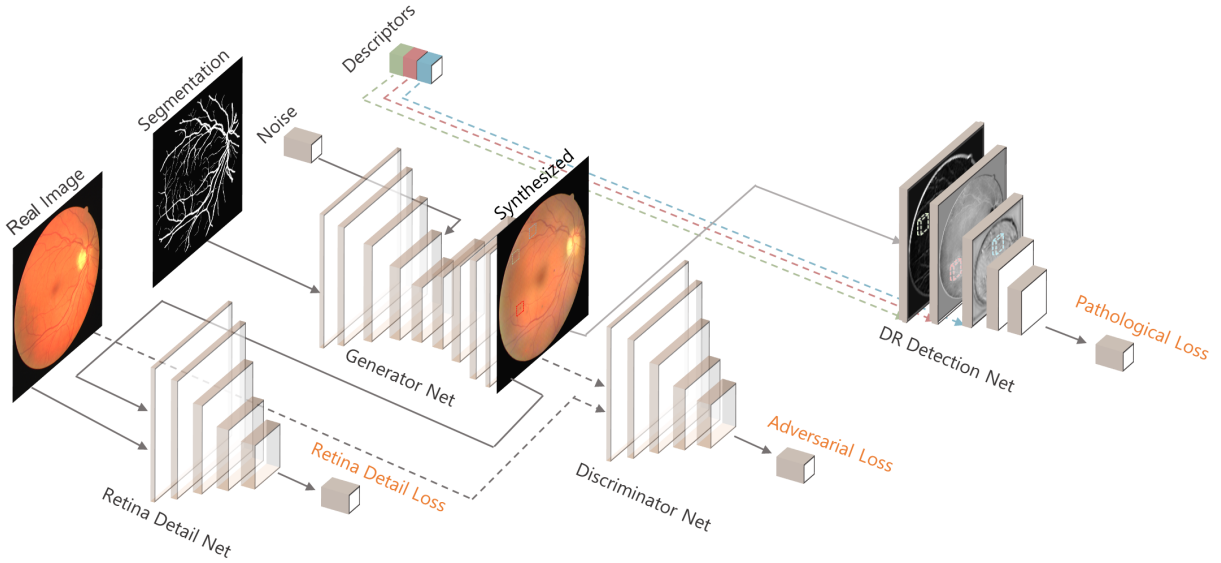 Descriptors
Segmentation
Noise
Synthesized
Real Image
Pathological Loss
DR Detection Net
Generator Net
Adversarial Loss
Retina Detail Loss
Discriminator Net
Retina Detail Net